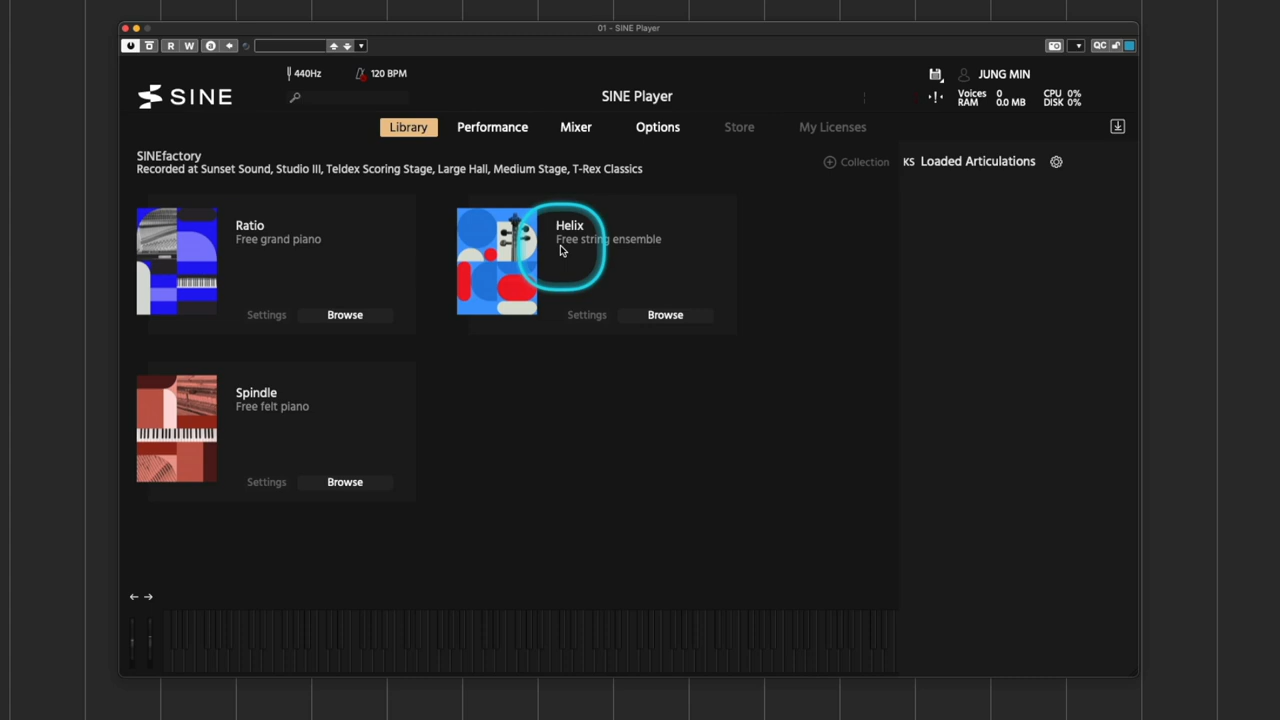 01 - SINE Player
R W
QC
440Hz
120 BPM
JUNG MIN
SINE
SINE Player
Voices 0
RAM 0.0 MB
CPU 0%
DISK 0%
Library
Performance
Mixer
Options
Store
My Licenses
SINEfactory
Recorded at Sunset Sound, Studio III, Teldex Scoring Stage, Large Hall, Medium Stage, T-Rex Classics
Collection
KS Loaded Articulations
Ratio
Free grand piano
Settings
Browse
Helix
Free string ensemble
Settings
Browse
Spindle
Free felt piano
Settings
Browse